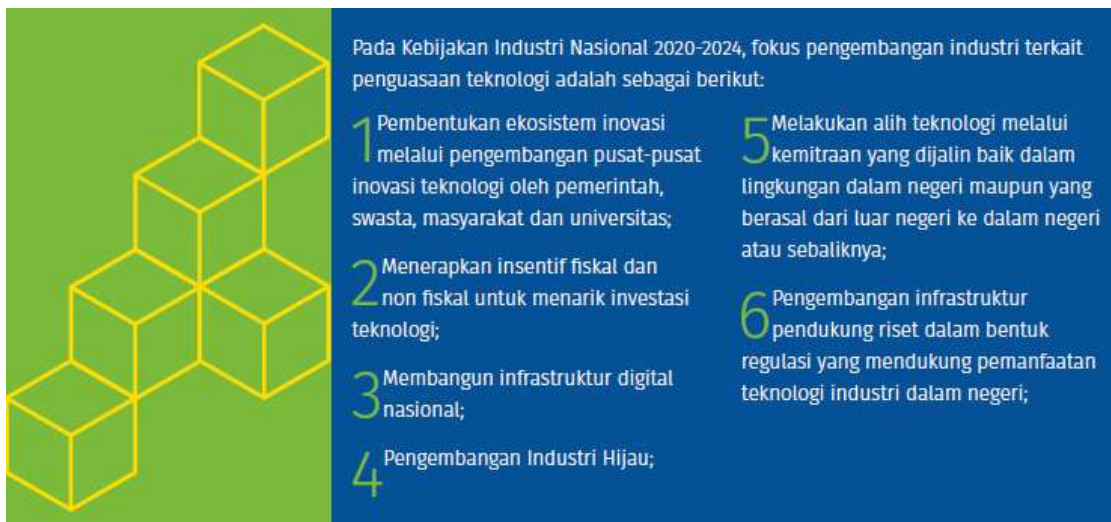 Pada Kebijakan Industri Nasional 2020-2024, fokus pengembangan industri terkait
penguasaan teknologi adalah sebagai berikut:
1 Pembentukan ekosistem inovasi
melalui pengembangan pusat-pusat
inovasi teknologi oleh pemerintah,
swasta, masyarakat dan universitas;
2 Menerapkan insentif fiskal dan
non fiskal untuk menarik investasi
teknologi;
3 Membangun infrastruktur digital
nasional;
4 Pengembangan Industri Hijau;
5 Melakukan alih teknologi melalui
kemitraan yang dijalin baik dalam
lingkungan dalam negeri maupun yang
berasal dari luar negeri ke dalam negeri
atau sebaliknya;
6 Pengembangan infrastruktur
pendukung riset dalam bentuk
regulasi yang mendukung pemanfaatan
teknologi industri dalam negeri;